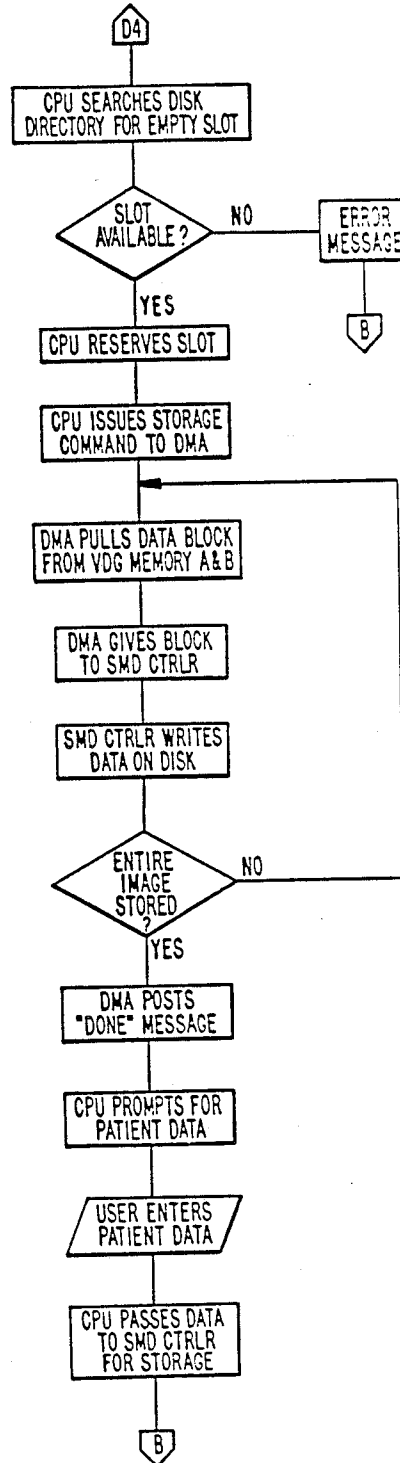 D4
CPU SEARCHES DISK
DIRECTORY FOR EMPTY SLOT
SLOT
AVAILABLE?
NO
ERROR
MESSAGE
B
YES
CPU RESERVES SLOT
CPU ISSUES STORAGE
COMMAND TO DMA
DMA PULLS DATA BLOCK
FROM VDG MEMORY A&B
DMA GIVES BLOCK
TO SMD CTRLR
SMD CTRLR WRITES
DATA ON DISK
ENTIRE
IMAGE
STORED
?
NO
YES
DMA POSTS
"DONE" MESSAGE
CPU PROMPTS FOR
PATIENT DATA
USER ENTERS
PATIENT DATA
CPU PASSES DATA
TO SMD CTRLR
FOR STORAGE
B